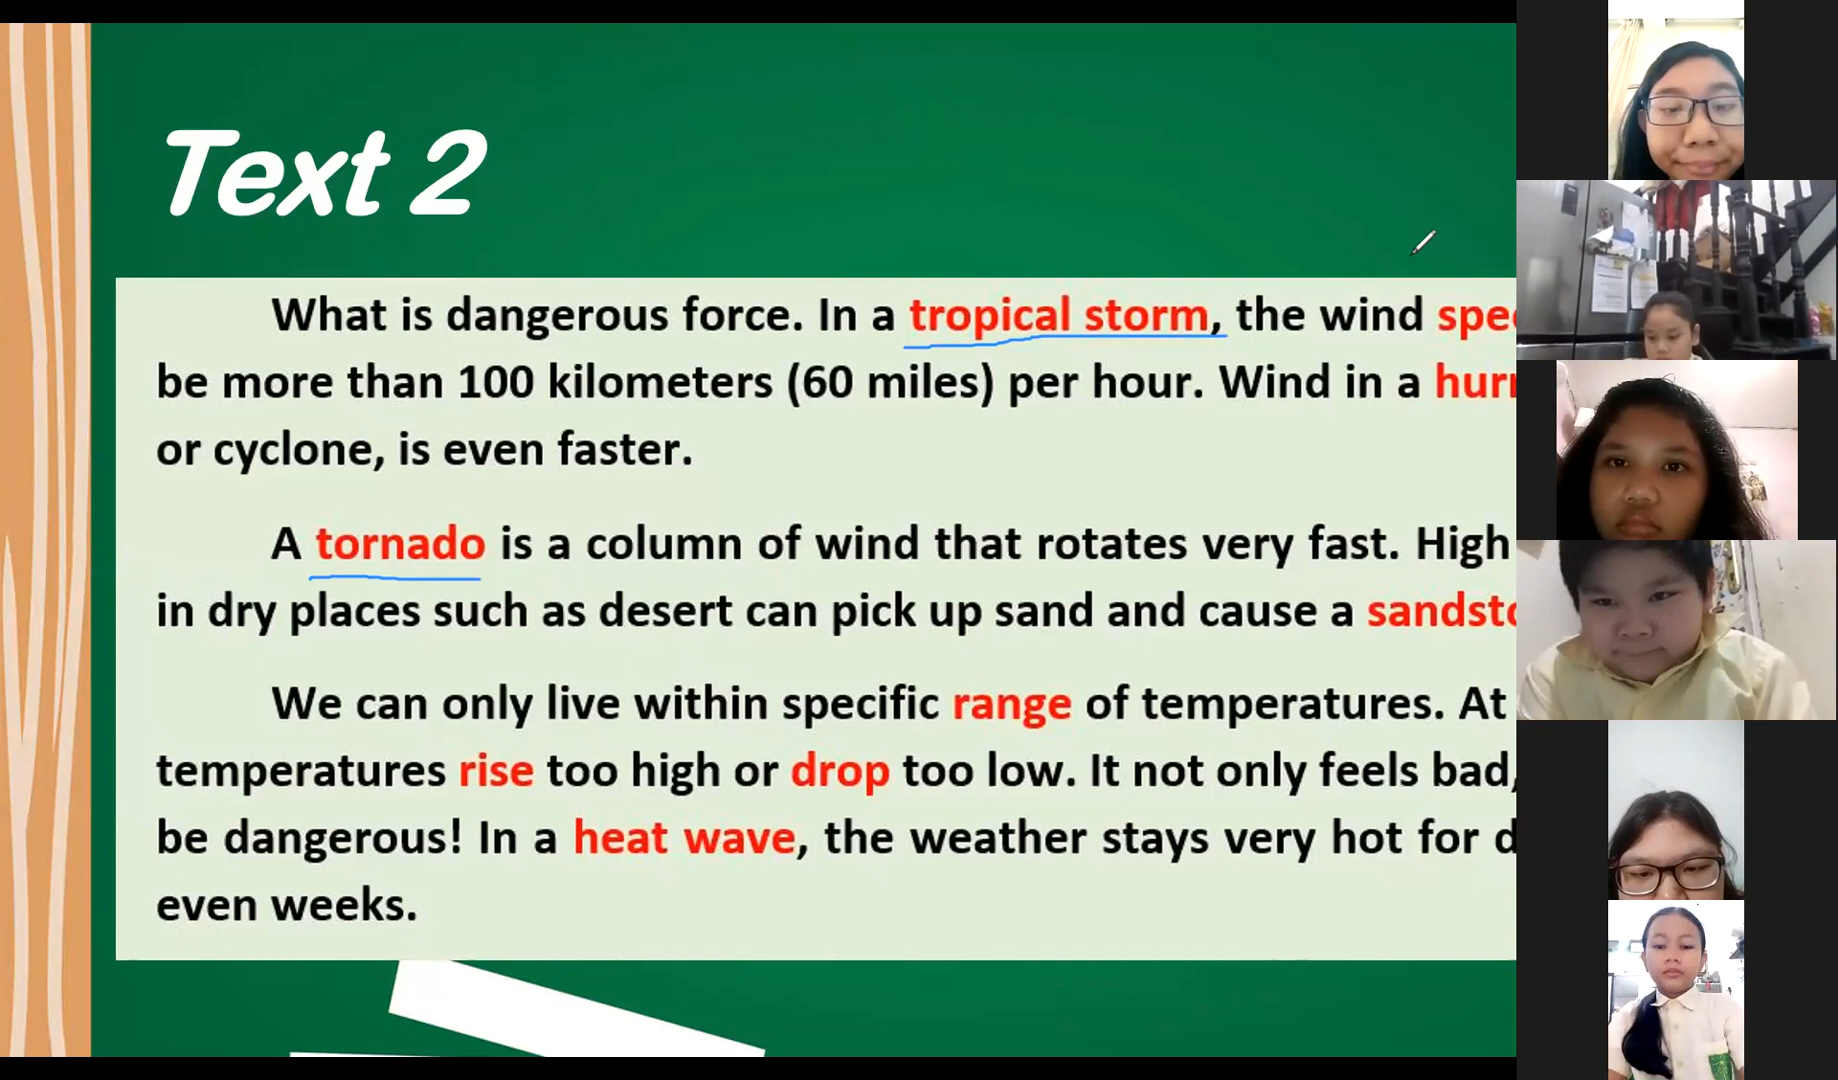 Text 2
What is dangerous force. In a tropical storm, the wind
be more than 100 kilometers (60 miles) per hour. Wind in a
or cyclone, is even faster.
A tornado is a column of wind that rotates very fast. High
in dry places such as desert can pick up sand and cause a
We can only live within specific range of temperatures. At
temperatures rise too high or drop too low. It not only feels bad,
be dangerous! In a heat wave, the weather stays very hot for
even weeks.